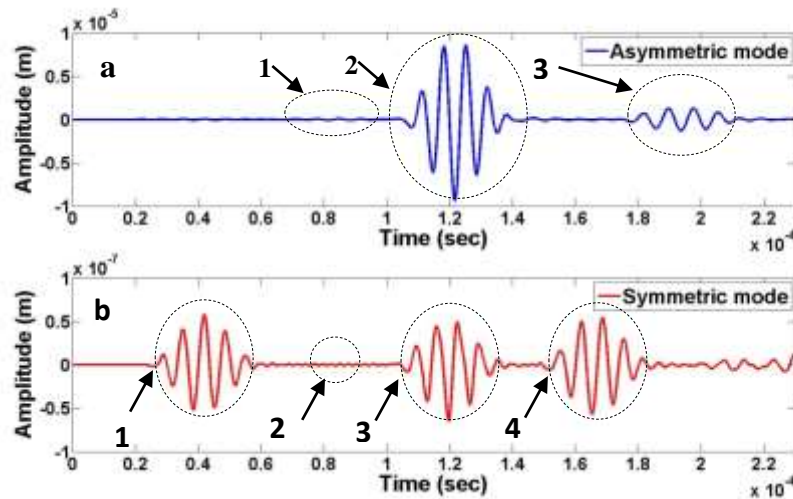 x 10⁻⁵
1
a
1
2
3
Asymmetric mode
0.5
0
-0.5
-1
Amplitude (m)
0 0.2 0.4 0.6 0.8 1 1.2 1.4 1.6 1.8 2 2.2
Time (sec)
x 10⁻⁴
x 10⁻⁷
1
b
Symmetric mode
0.5
0
-0.5
-1
Amplitude (m)
1
2
3
4
0 0.2 0.4 0.6 0.8 1 1.2 1.4 1.6 1.8 2 2.2
Time (sec)
x 10⁻⁴